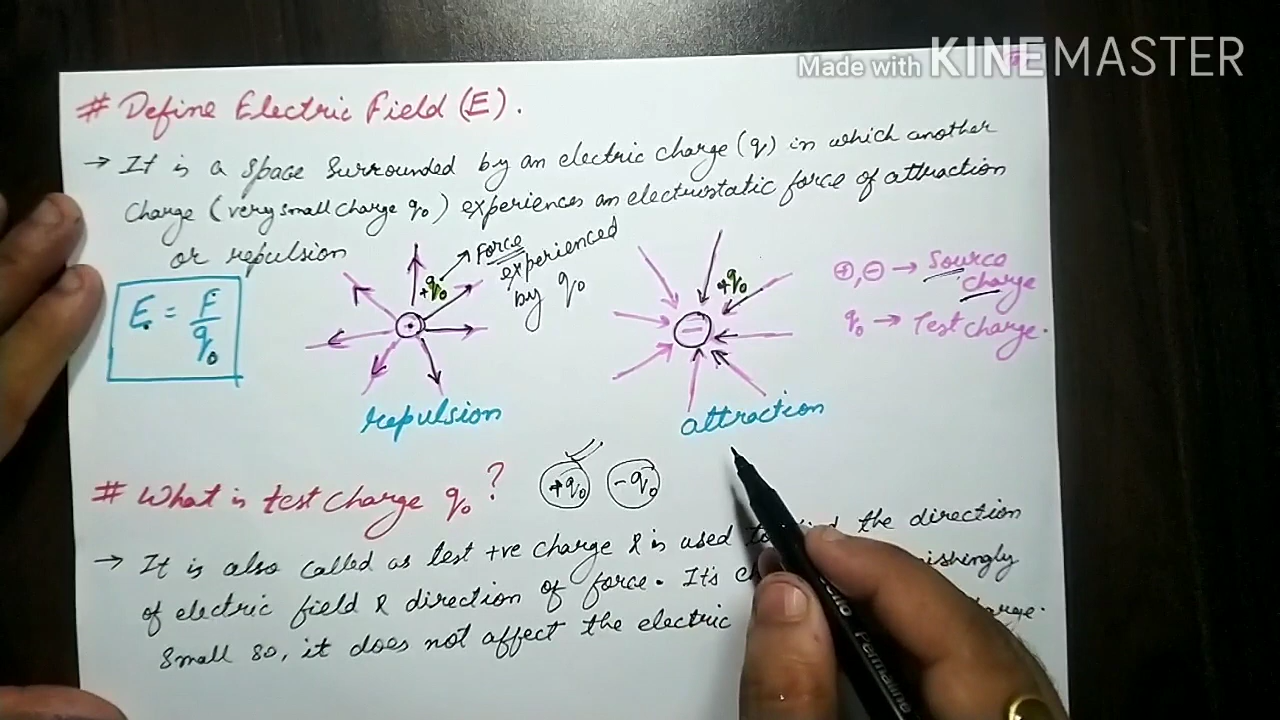 Made with KINEMASTER
# Define Electric Field (E).
→ It is a space surrounded by an electric charge (q) in which another
charge (very small charge q₀) experiences an electrostatic force of attraction
or repulsion
E = F/q₀
+q₀
Force
experienced
by q₀
+
repulsion
+q₀
−
attraction
⊕,⊖ → Source
charge
q₀ → Test charge.
# What is test charge q₀ ?
+q₀ −q₀
→ It is also called as test +ve charge & is used the direction
of electric field & direction of force. It's
small so, it does not affect the electric